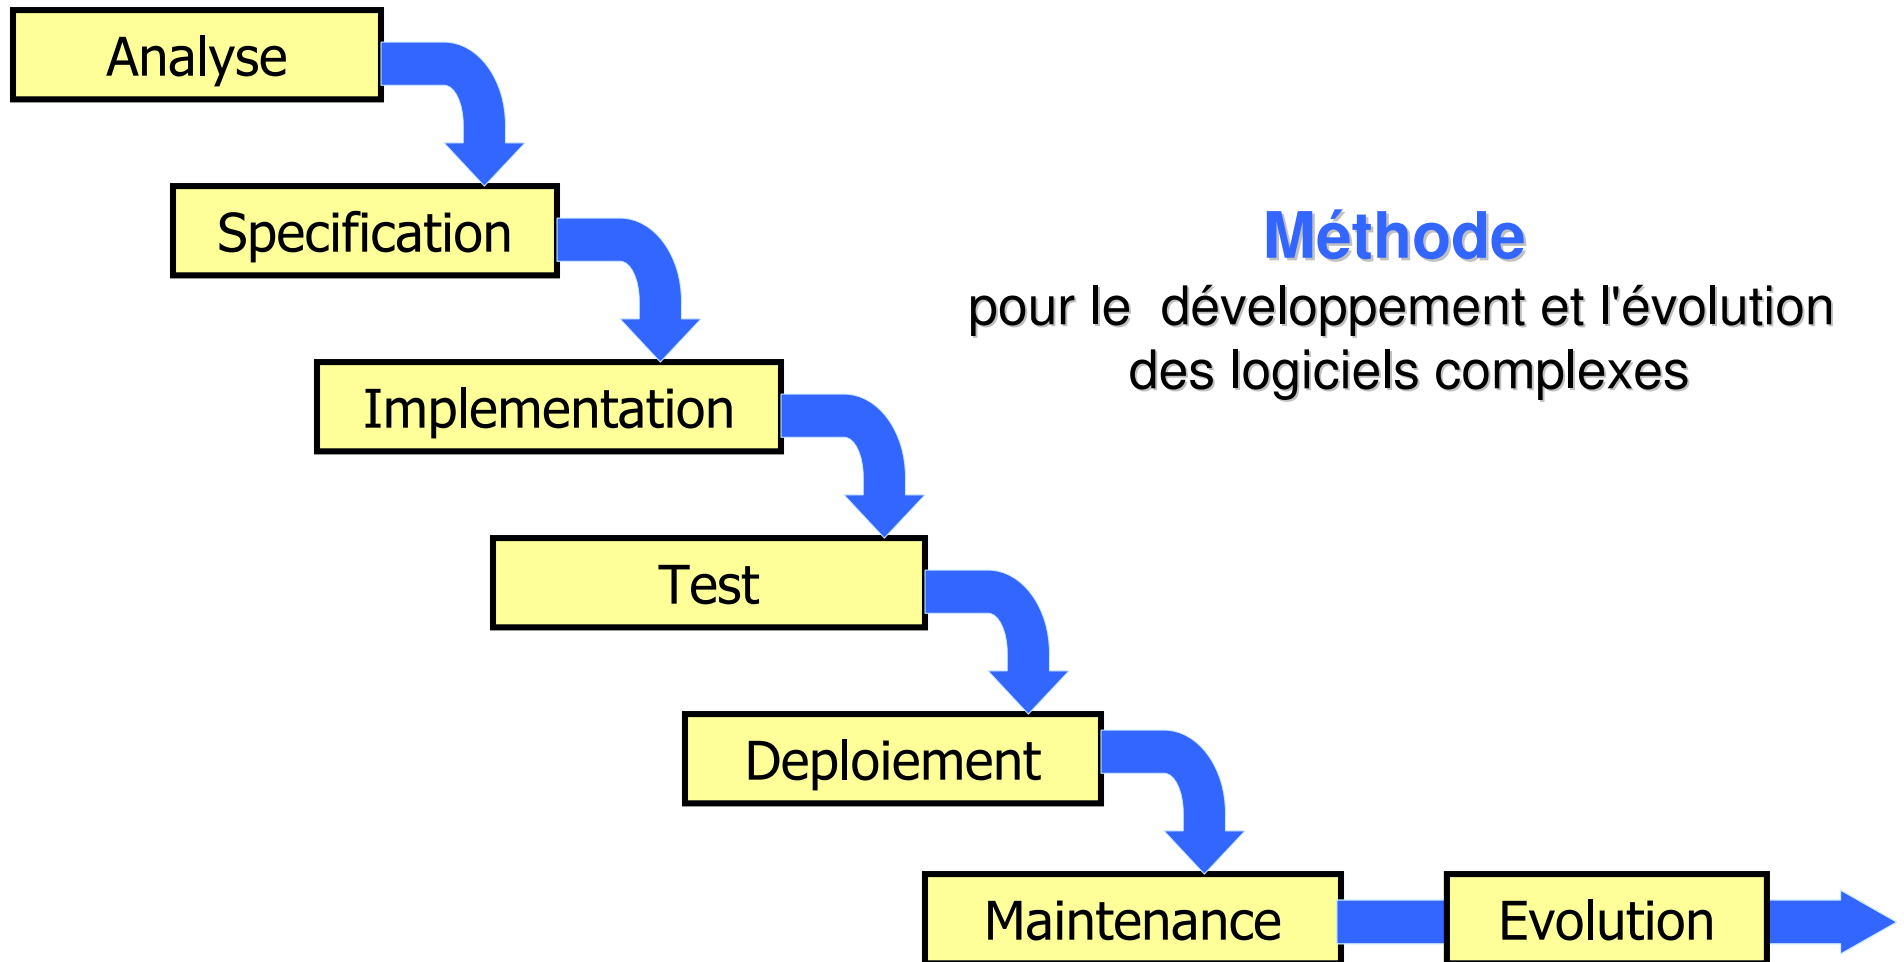 Analyse
Specification
Méthode
pour le développement et l'évolution
des logiciels complexes
Implementation
Test
Deploiement
Maintenance
Evolution